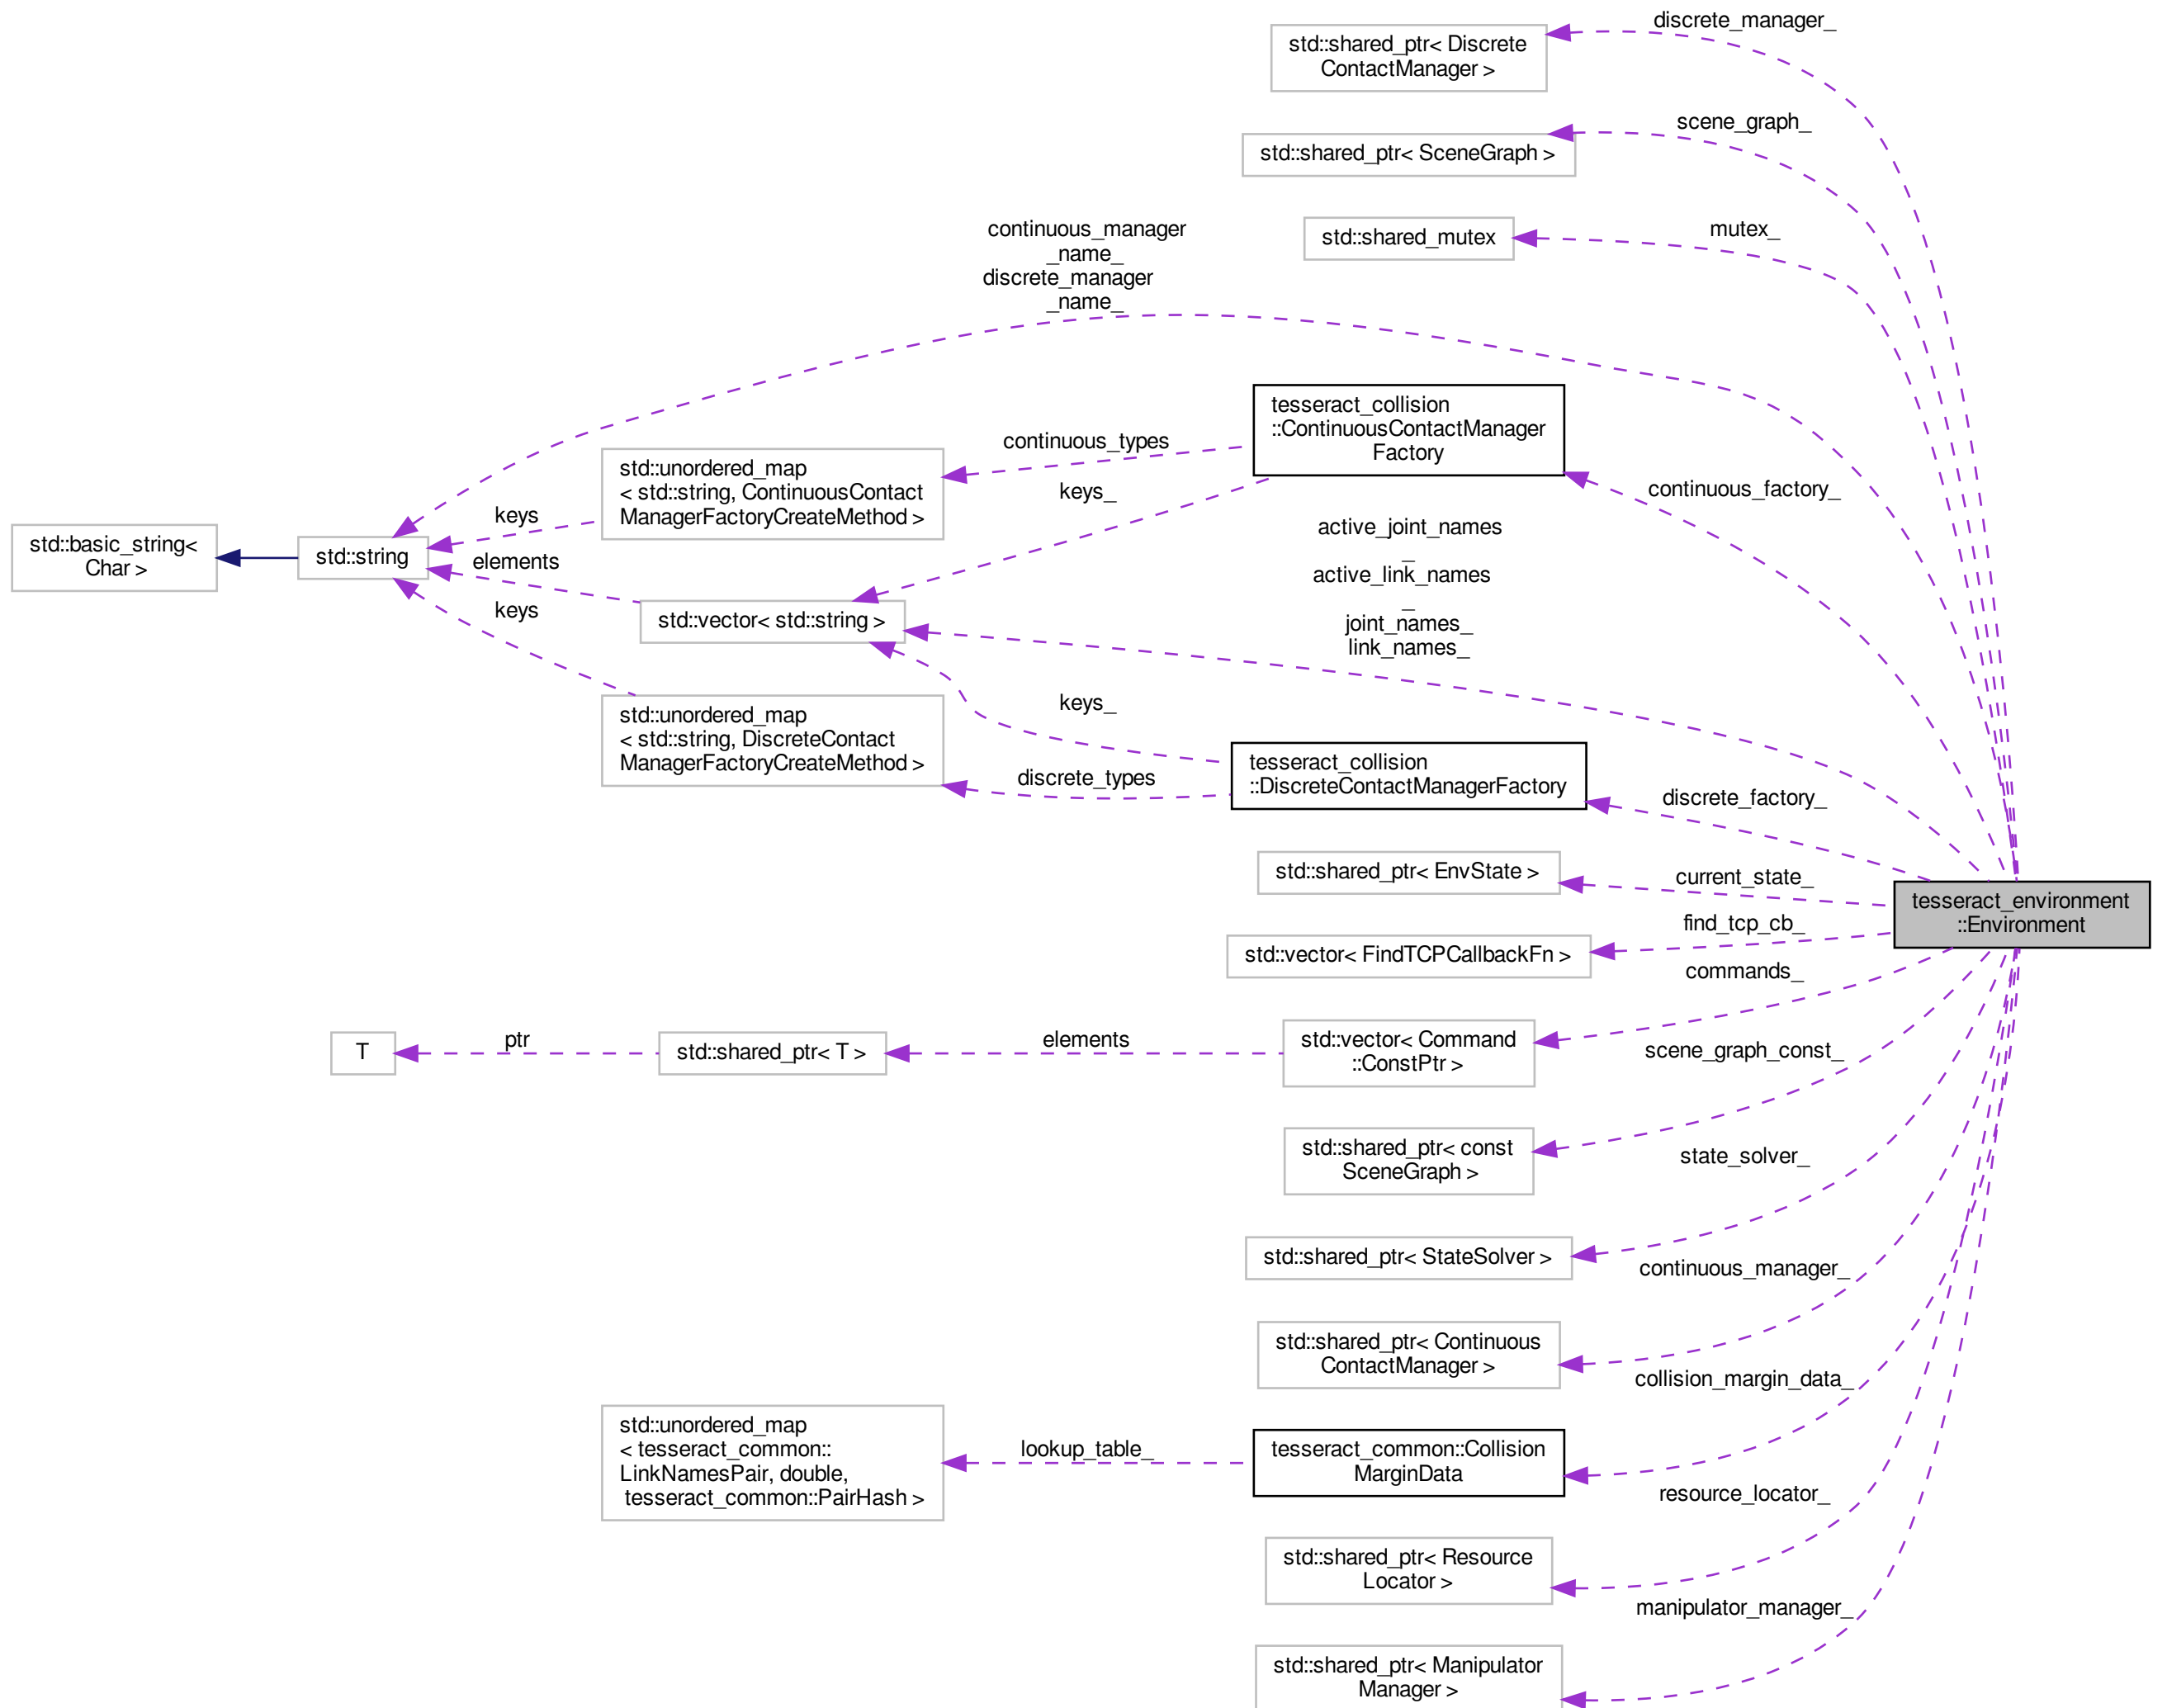 discrete_manager_
std::shared_ptr< Discrete
ContactManager >
scene_graph_
std::shared_ptr< SceneGraph >
mutex_
std::shared_mutex
continuous_manager
_name_
discrete_manager
_name_
tesseract_collision
::ContinuousContactManager
Factory
continuous_types
keys_
continuous_factory_
std::unordered_map
< std::string, ContinuousContact
ManagerFactoryCreateMethod >
keys
std::basic_string<
Char >
std::string
elements
keys
std::vector< std::string >
active_joint_names
_
active_link_names
_
joint_names_
link_names_
std::unordered_map
< std::string, DiscreteContact
ManagerFactoryCreateMethod >
keys_
discrete_types
tesseract_collision
::DiscreteContactManagerFactory
discrete_factory_
std::shared_ptr< EnvState >
current_state_
tesseract_environment
::Environment
find_tcp_cb_
std::vector< FindTCPCallbackFn >
commands_
T
ptr
std::shared_ptr< T >
elements
std::vector< Command
::ConstPtr >
scene_graph_const_
std::shared_ptr< const
SceneGraph >
state_solver_
std::shared_ptr< StateSolver >
continuous_manager_
std::shared_ptr< Continuous
ContactManager >
collision_margin_data_
std::unordered_map
< tesseract_common::
LinkNamesPair, double,
tesseract_common::PairHash >
lookup_table_
tesseract_common::Collision
MarginData
resource_locator_
std::shared_ptr< Resource
Locator >
manipulator_manager_
std::shared_ptr< Manipulator
Manager >